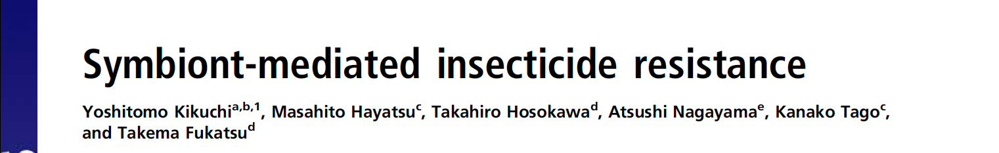 Symbiont-mediated insecticide resistance
Yoshitomo Kikuchiᵃ,ᵇ,¹, Masahito Hayatsuᶜ, Takahiro Hosokawaᵈ, Atsushi Nagayamaᵉ, Kanako Tagoᶜ,
and Takema Fukatsuᵈ